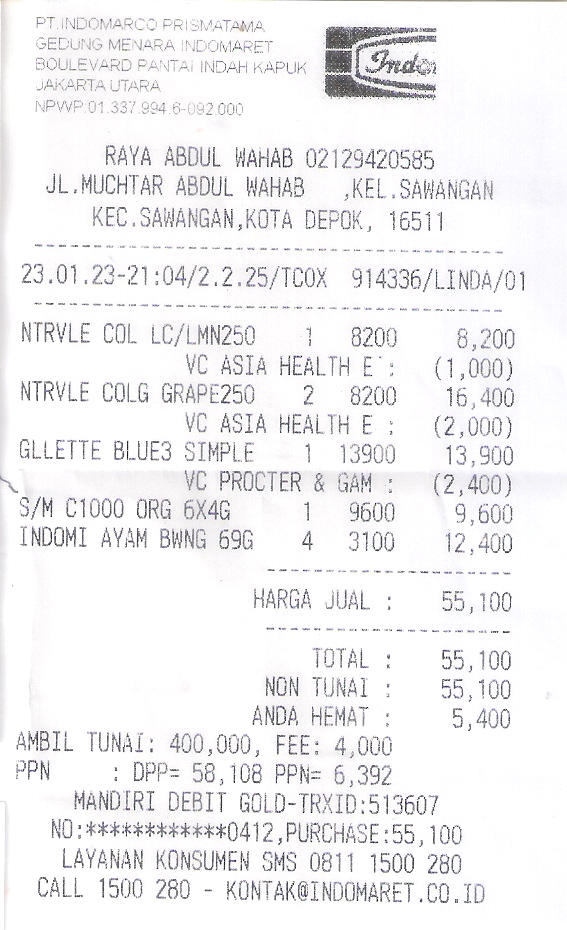 PT.INDOMARCO PRISMATAMA
GEDUNG MENARA INDOMARET
BOULEVARD PANTAI INDAH KAPUK
JAKARTA UTARA
NPWP:01.337.994.6-092.000
Indo
RAYA ABDUL WAHAB 02129420585
JL.MUCHTAR ABDUL WAHAB ,KEL.SAWANGAN
KEC.SAWANGAN,KOTA DEPOK, 16511
23.01.23-21:04/2.2.25/TCOX 914336/LINDA/01
NTRVLE COL LC/LMN250 1 8200 8,200
VC ASIA HEALTH E : (1,000)
NTRVLE COLG GRAPE250 2 8200 16,400
VC ASIA HEALTH E : (2,000)
GLLETTE BLUE3 SIMPLE 1 13900 13,900
VC PROCTER & GAM : (2,400)
S/M C1000 ORG 6X4G 1 9600 9,600
INDOMI AYAM BWNG 69G 4 3100 12,400
HARGA JUAL : 55,100
TOTAL : 55,100
NON TUNAI : 55,100
ANDA HEMAT : 5,400
AMBIL TUNAI: 400,000, FEE: 4,000
PPN : DPP= 58,108 PPN= 6,392
MANDIRI DEBIT GOLD-TRXID:513607
NO:************0412,PURCHASE:55,100
LAYANAN KONSUMEN SMS 0811 1500 280
CALL 1500 280 - KONTAK@INDOMARET.CO.ID